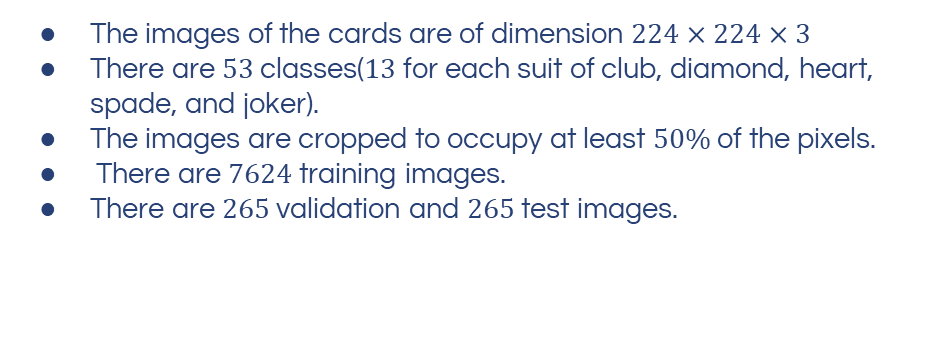 ● The images of the cards are of dimension 224 × 224 × 3
● There are 53 classes(13 for each suit of club, diamond, heart,
spade, and joker).
● The images are cropped to occupy at least 50% of the pixels.
● There are 7624 training images.
● There are 265 validation and 265 test images.